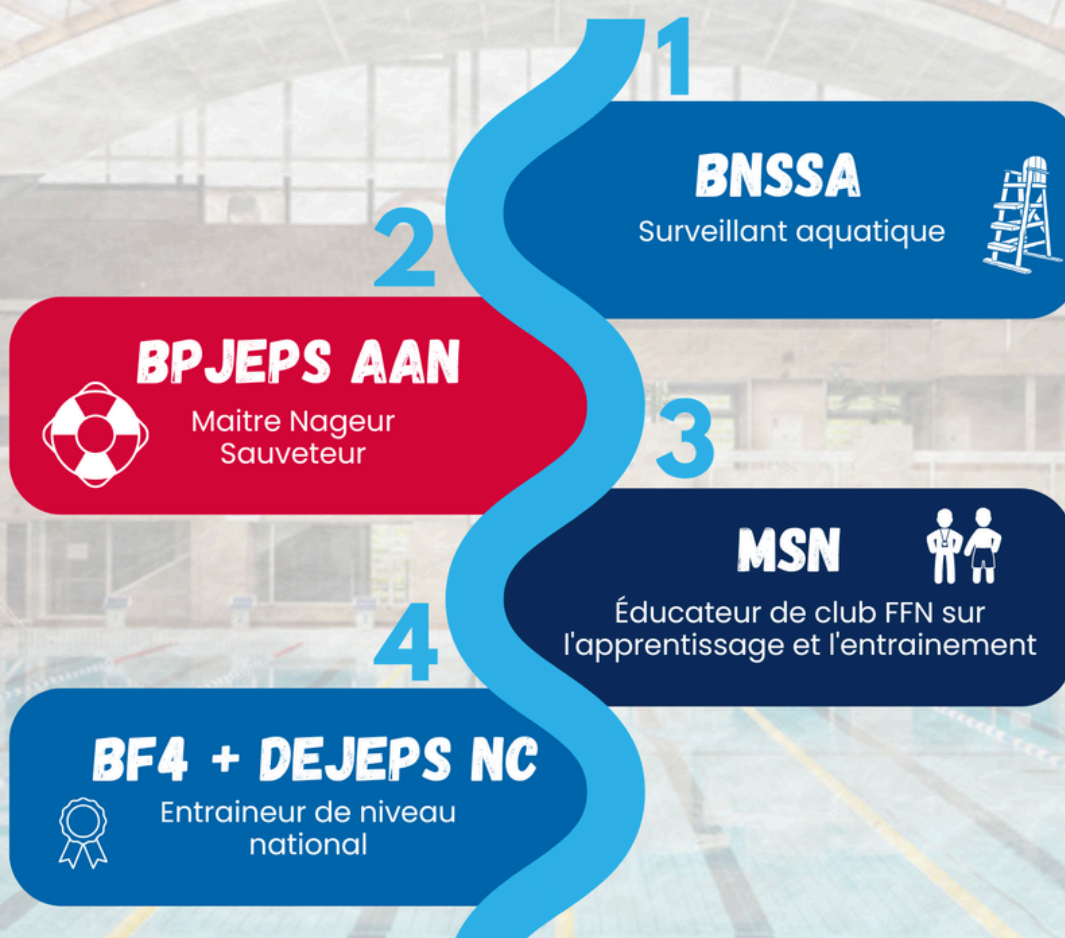 1
BNSSA
Surveillant aquatique
2
BPJEPS AAN
Maitre Nageur
Sauveteur
3
MSN
Éducateur de club FFN sur
l'apprentissage et l'entrainement
4
BF4 + DEJEPS NC
Entraineur de niveau
national